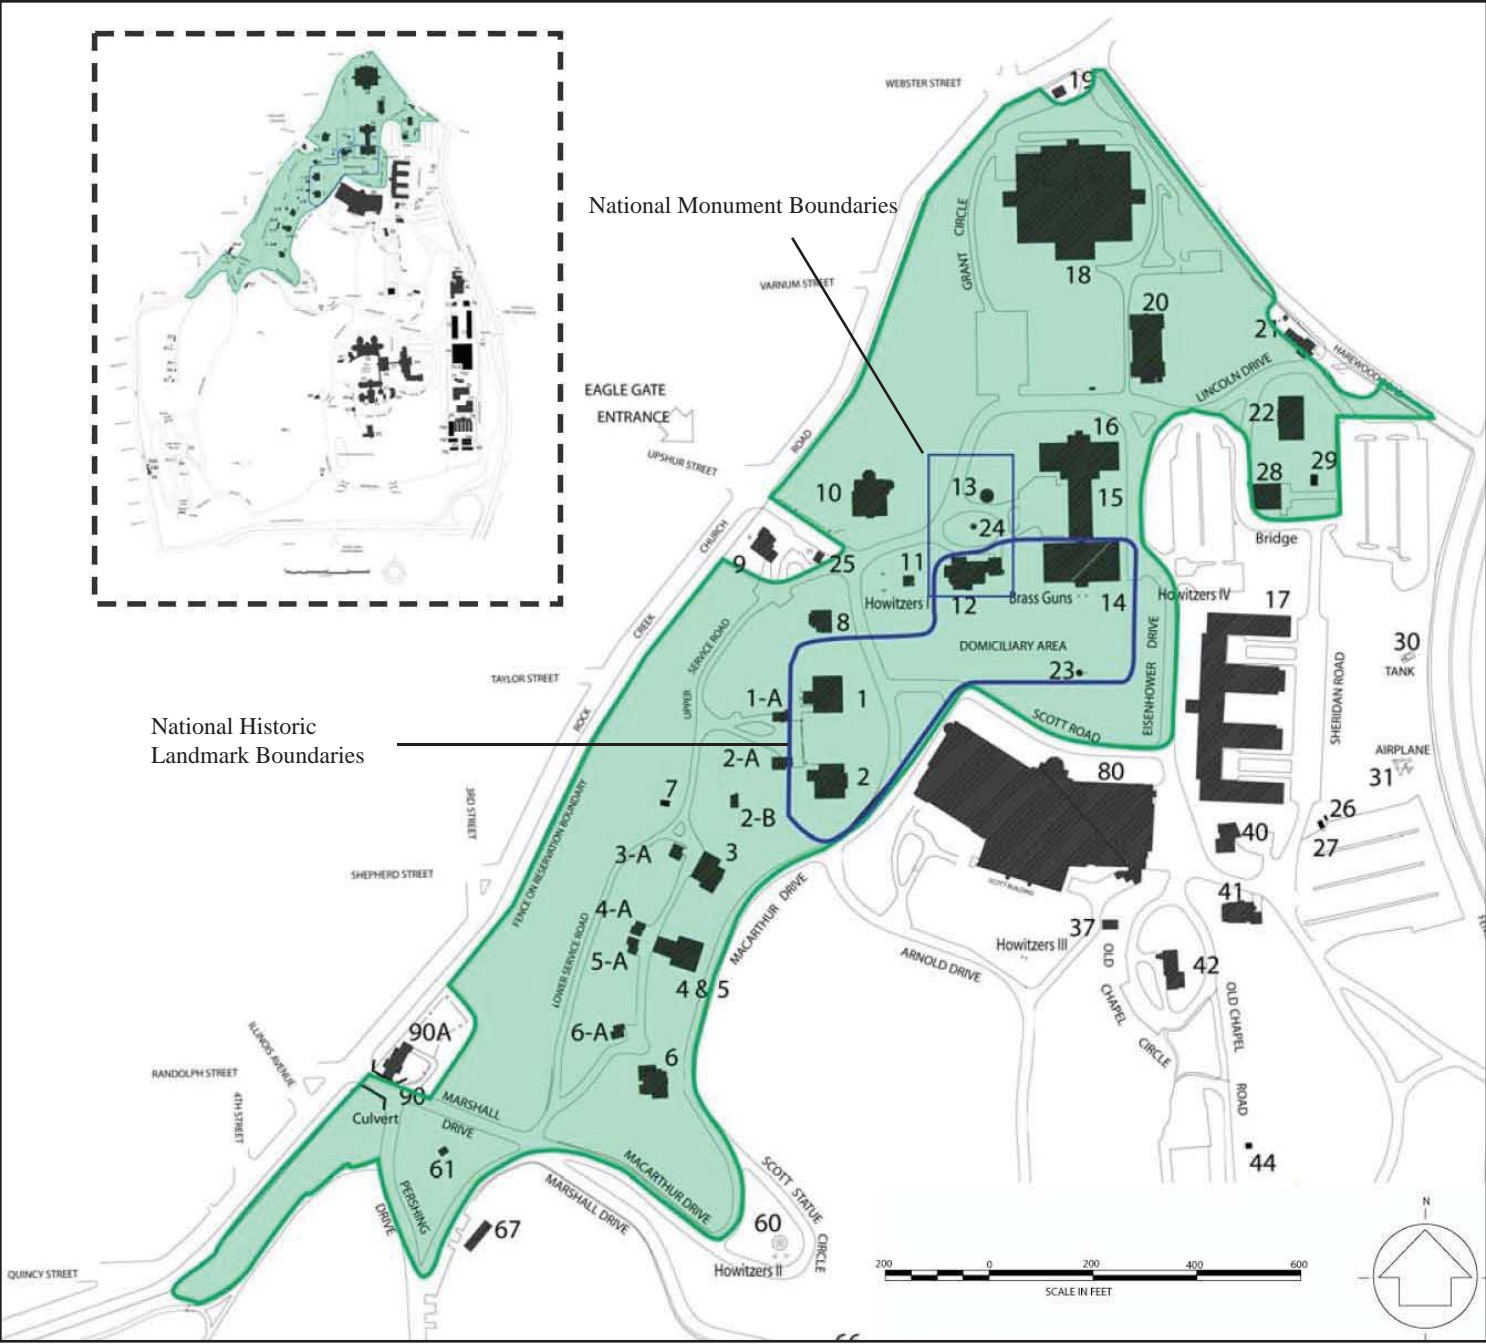 WEBSTER STREET
19
National Monument Boundaries
GRANT CIRCLE
18
VARNUM STREET
20
21
HAREWOOD ROAD
LINCOLN DRIVE
EAGLE GATE
ENTRANCE
UPSHUR STREET
22
16
10
13
15
28
29
24
ROCK CREEK CHURCH ROAD
Bridge
9
25
11
Howitzers I
12
Brass Guns
14
Howitzers IV
17
8
DOMICILIARY AREA
30
TANK
23
TAYLOR STREET
UPPER SERVICE ROAD
EISENHOWER DRIVE
SHERIDAN ROAD
1-A
1
National Historic
Landmark Boundaries
SCOTT ROAD
2-A
2
80
AIRPLANE
31
7
2-B
26
27
40
3RD STREET
FENCE ON RESERVATION BOUNDARY
3-A
3
SHEPHERD STREET
SCOTT BUILDING
41
4-A
MACARTHUR DRIVE
37
Howitzers III
5-A
LOWER SERVICE ROAD
ARNOLD DRIVE
42
4 & 5
OLD CHAPEL CIRCLE
OLD CHAPEL ROAD
90A
6-A
6
ILLINOIS AVENUE
RANDOLPH STREET
90
Culvert
MARSHALL DRIVE
4TH STREET
61
44
MACARTHUR DRIVE
SCOTT STATUE CIRCLE
PERSHING DRIVE
MARSHALL DRIVE
67
60
Howitzers II
QUINCY STREET
200 0 200 400 600
SCALE IN FEET
N